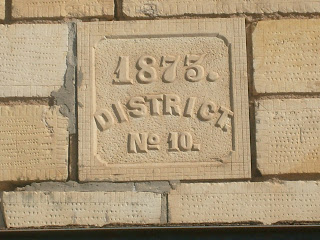 1873.
DISTRICT.
No 10.